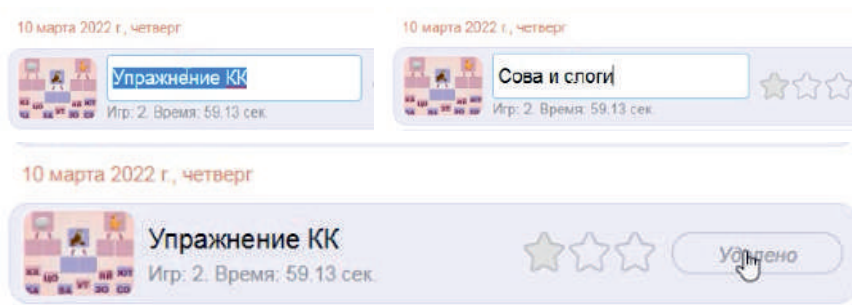 10 марта 2022 г., четверг
Упражнение КК
Игр: 2. Время: 59.13 сек
10 марта 2022 г., четверг
Сова и слоги
Игр: 2. Время: 59.13 сек
10 марта 2022 г., четверг
Упражнение КК
Игр: 2. Время: 59.13 сек.
Удалено